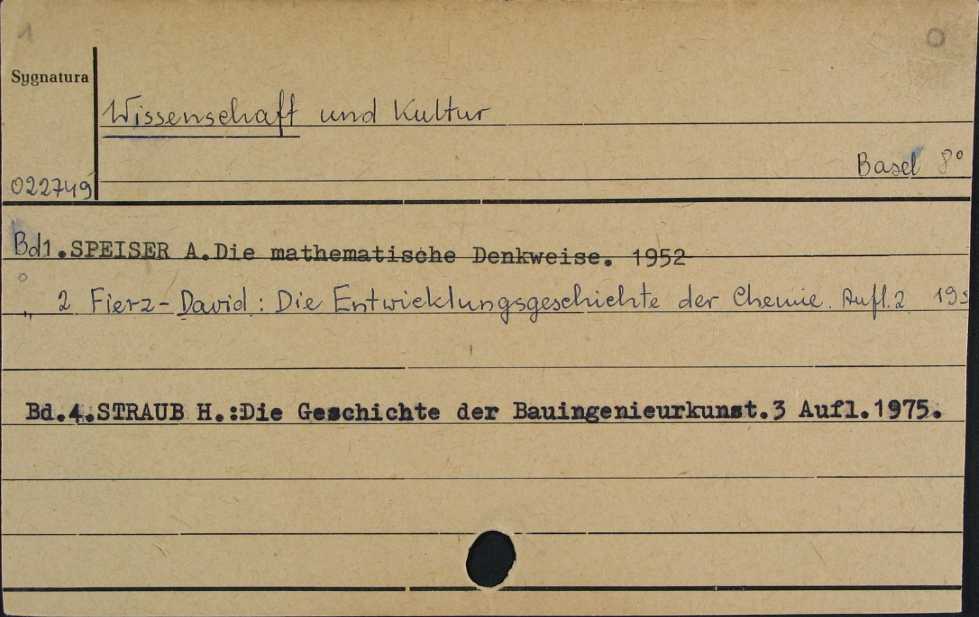 1
Sygnatura
Wissenschaft und Kultur
Basel 8°
022749
Bd1.SPEISER A.Die mathematische Denkweise. 1952
„ 2 Fierz-David: Die Entwicklungsgeschichte der Chemie. Aufl. 2
Bd.4.STRAUB H.:Die Geschichte der Bauingenieurkunst.3 Aufl.1975.